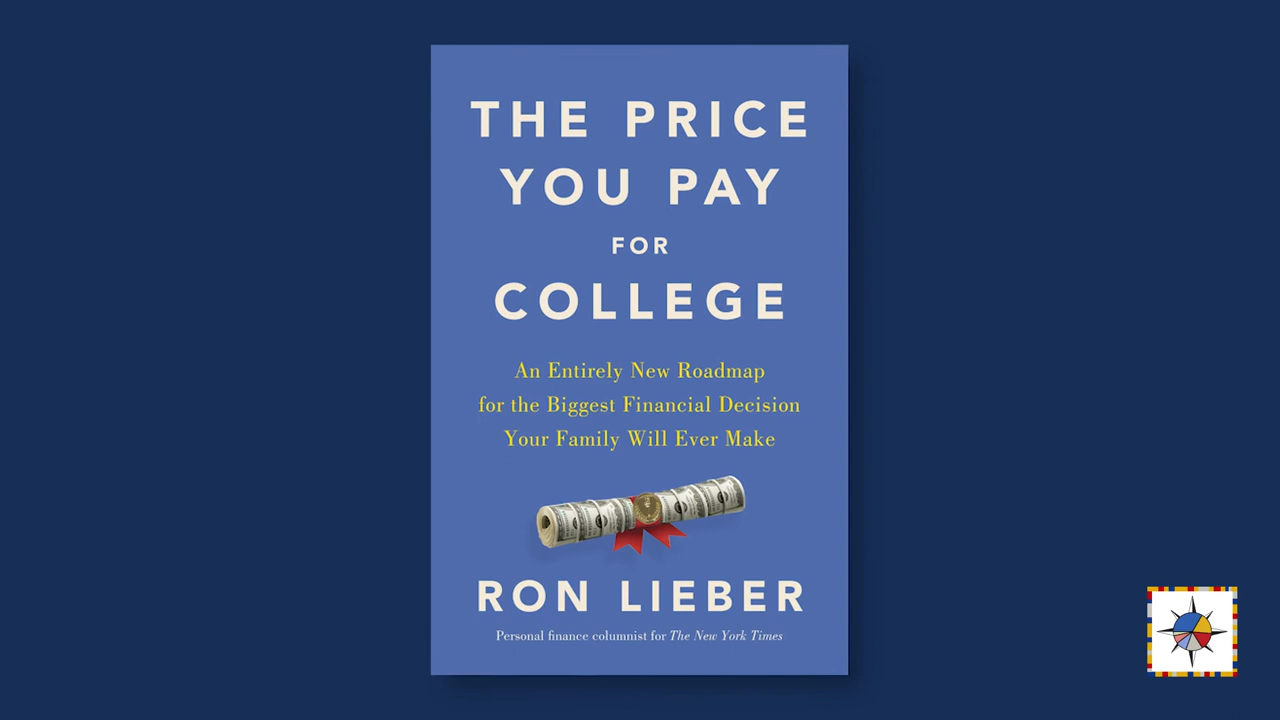 THE PRICE
YOU PAY
FOR
COLLEGE
An Entirely New Roadmap
for the Biggest Financial Decision
Your Family Will Ever Make
RON LIEBER
Personal finance columnist for The New York Times